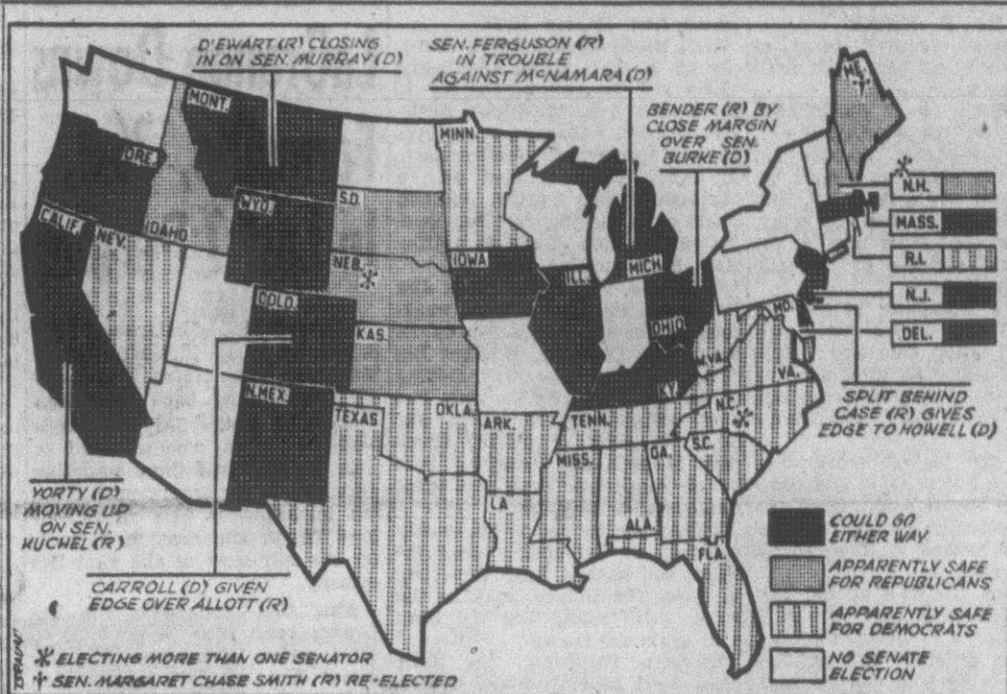 D'EWART (R) CLOSING
IN ON SEN. MURRAY (D)
SEN. FERGUSON (R)
IN TROUBLE
AGAINST McNAMARA (D)
BENDER (R) BY
CLOSE MARGIN
OVER SEN.
BURKE (D)
ME.
MONT.
MINN.
ORE.
N.H.
IDAHO
WYO.
S.D.
MASS.
CALIF.
NEV.
NEB.
IOWA
MICH
R.I.
ILL.
COLO.
OHIO
N.J.
KAS.
MD.
DEL.
W.VA.
VA.
KY.
N.MEX.
TEXAS
OKLA.
ARK.
TENN.
N.C.
SPLIT BEHIND
CASE (R) GIVES
EDGE TO HOWELL (D)
MISS.
GA.
S.C.
YORTY (D)
MOVING UP
ON SEN.
KUCHEL (R)
LA
ALA.
FLA.
COULD GO
EITHER WAY
CARROLL (D) GIVEN
EDGE OVER ALLOTT (R)
APPARENTLY SAFE
FOR REPUBLICANS
APPARENTLY SAFE
FOR DEMOCRATS
NO SENATE
ELECTION
ELECTING MORE THAN ONE SENATOR
SEN. MARGARET CHASE SMITH (R) RE-ELECTED